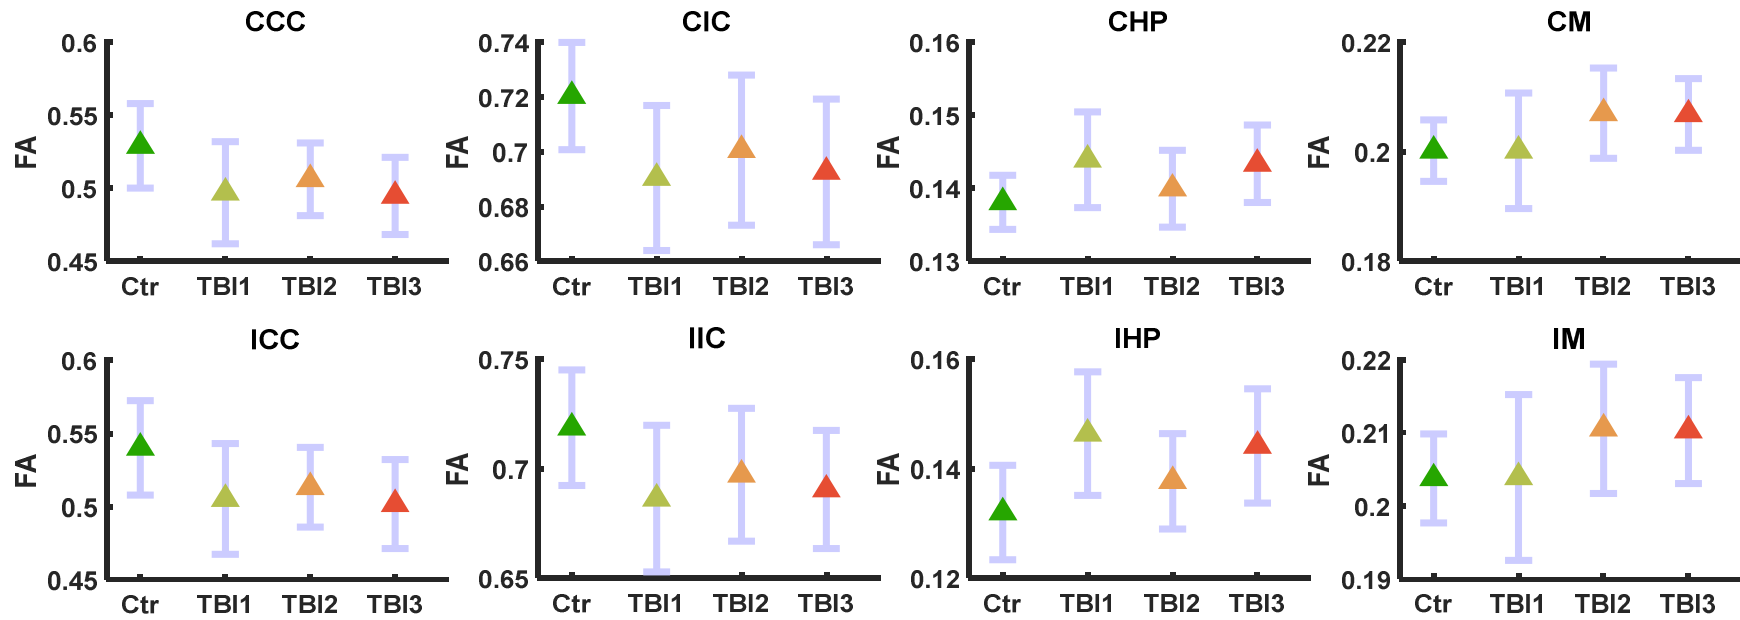 CCC
0.6
0.55
0.5
0.45
FA
Ctr TBI1 TBI2 TBI3
CIC
0.74
0.72
0.7
0.68
0.66
FA
Ctr TBI1 TBI2 TBI3
CHP
0.16
0.15
0.14
0.13
FA
Ctr TBI1 TBI2 TBI3
CM
0.22
0.2
0.18
FA
Ctr TBI1 TBI2 TBI3
ICC
0.6
0.55
0.5
0.45
FA
Ctr TBI1 TBI2 TBI3
IIC
0.75
0.7
0.65
FA
Ctr TBI1 TBI2 TBI3
IHP
0.16
0.14
0.12
FA
Ctr TBI1 TBI2 TBI3
IM
0.22
0.21
0.2
0.19
FA
Ctr TBI1 TBI2 TBI3